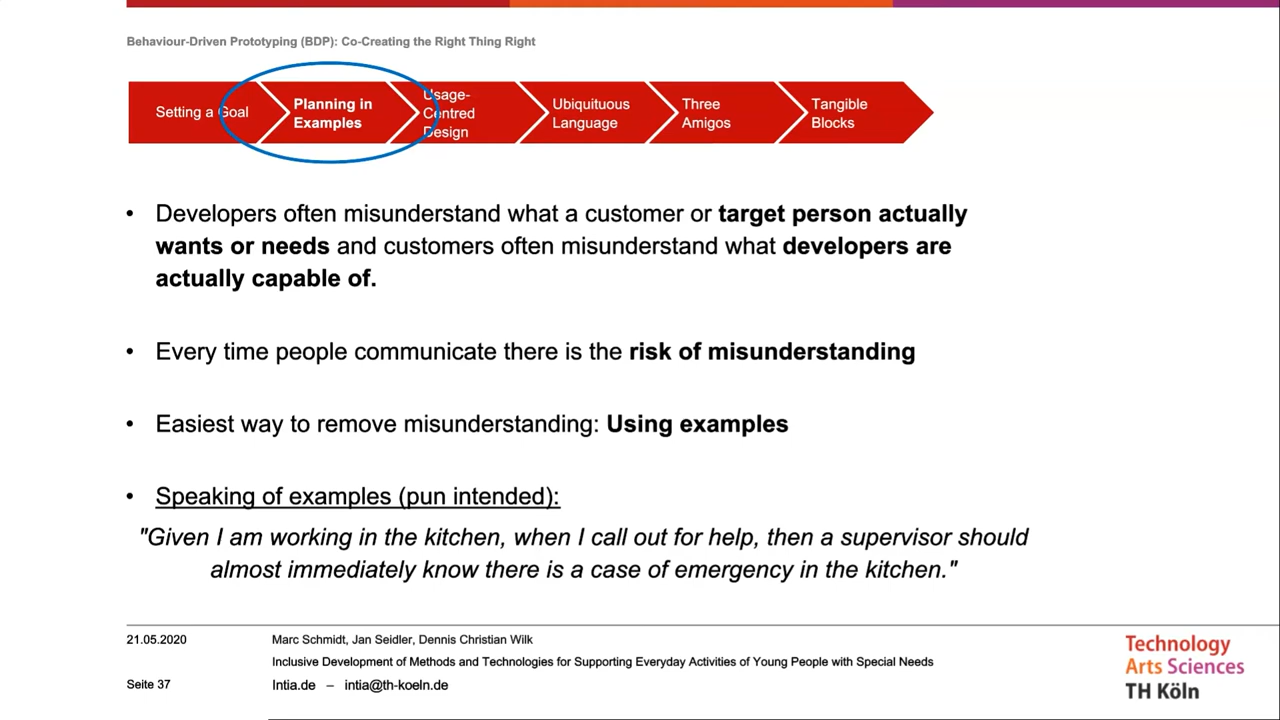 Behaviour-Driven Prototyping (BDP): Co-Creating the Right Thing Right
Setting a Goal
Planning in
Examples
Usage-
Centred
Design
Ubiquituous
Language
Three
Amigos
Tangible
Blocks
• Developers often misunderstand what a customer or target person actually
wants or needs and customers often misunderstand what developers are
actually capable of.
• Every time people communicate there is the risk of misunderstanding
• Easiest way to remove misunderstanding: Using examples
• Speaking of examples (pun intended):
"Given I am working in the kitchen, when I call out for help, then a supervisor should
almost immediately know there is a case of emergency in the kitchen."
21.05.2020
Marc Schmidt, Jan Seidler, Dennis Christian Wilk
Inclusive Development of Methods and Technologies for Supporting Everyday Activities of Young People with Special Needs
Seite 37
Intia.de – intia@th-koeln.de
Technology
Arts Sciences
TH Köln